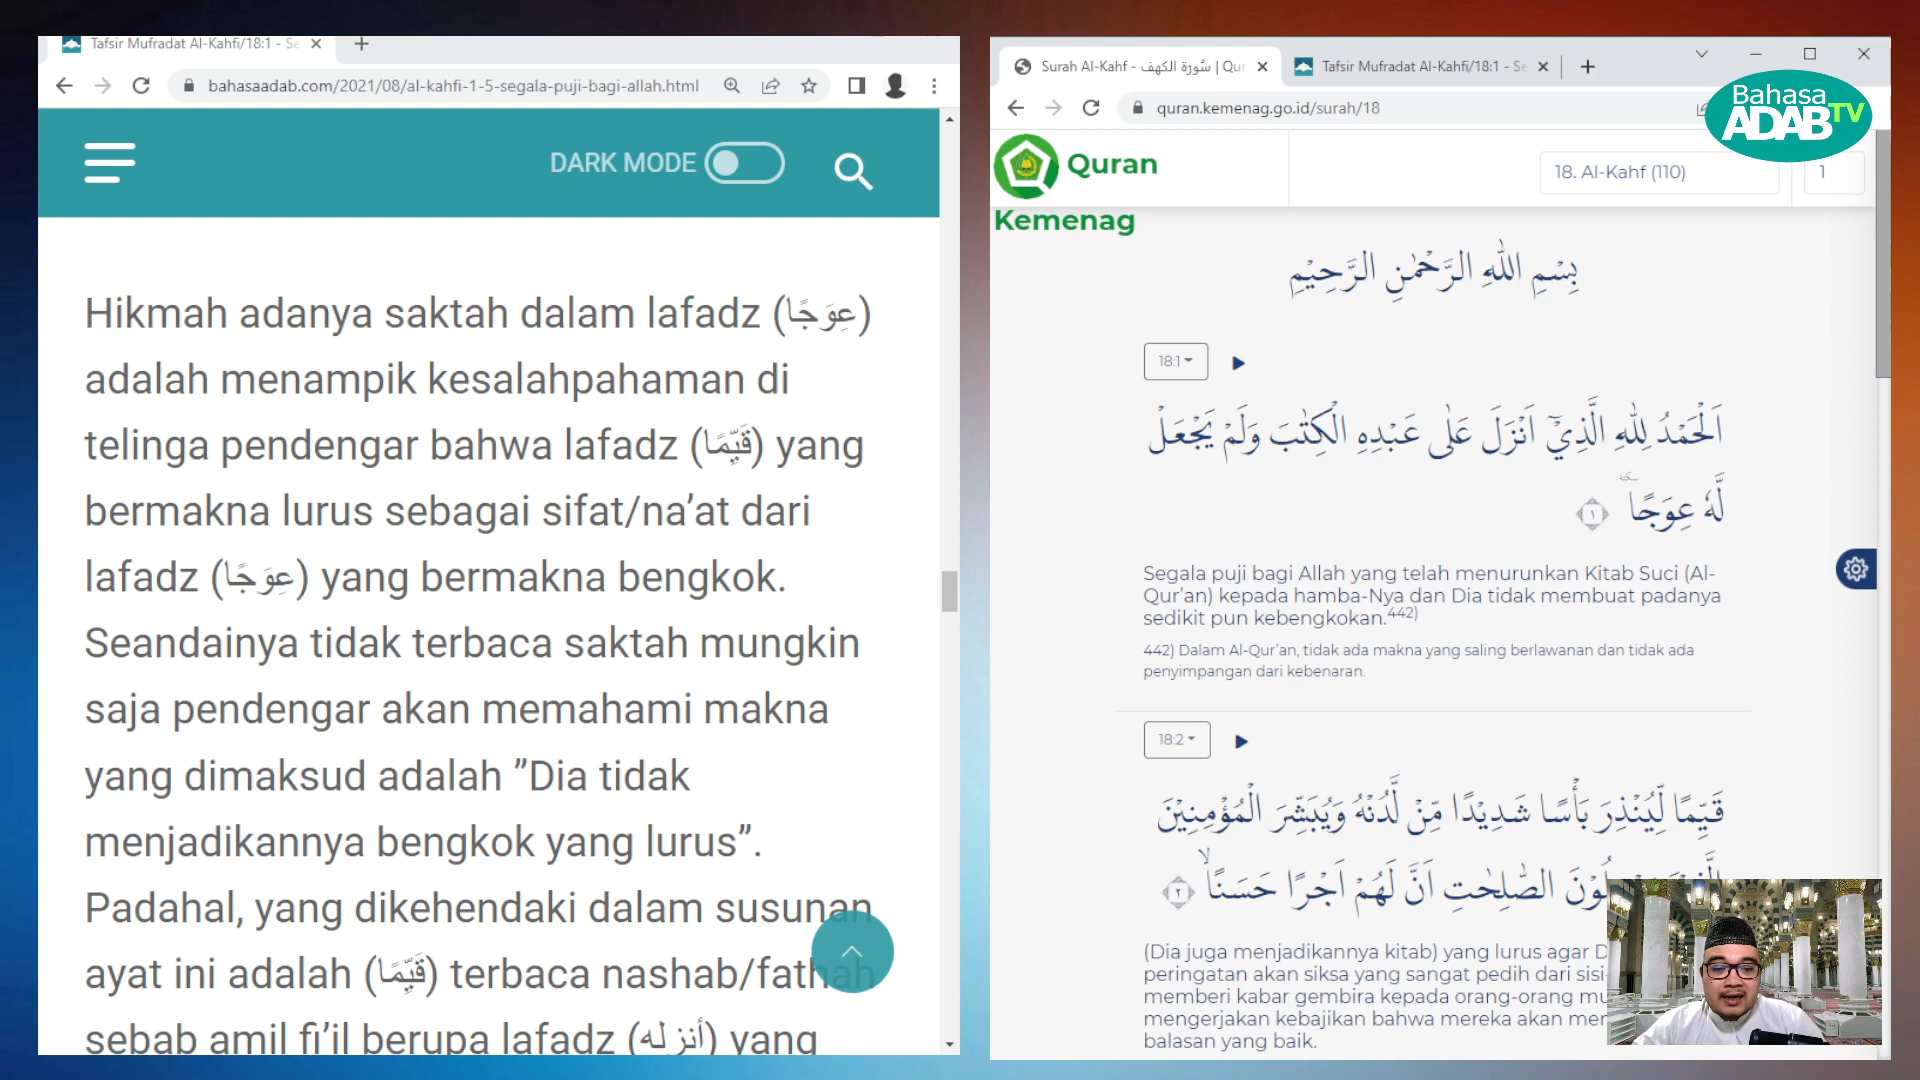 Tafsir Mufradat Al-Kahfi/18:1 - Se
bahasaadab.com/2021/08/al-kahfi-1-5-segala-puji-bagi-allah.html
DARK MODE
Hikmah adanya saktah dalam lafadz (عِوَجًا)
adalah menampik kesalahpahaman di
telinga pendengar bahwa lafadz (قَيِّمًا) yang
bermakna lurus sebagai sifat/na’at dari
lafadz (عِوَجًا) yang bermakna bengkok.
Seandainya tidak terbaca saktah mungkin
saja pendengar akan memahami makna
yang dimaksud adalah ”Dia tidak
menjadikannya bengkok yang lurus”.
Padahal, yang dikehendaki dalam susunan
ayat ini adalah (قَيِّمًا) terbaca nashab/fathah
sebab amil fi’il berupa lafadz (أنزله) yang
Surah Al-Kahf - سُورَة الكهف | Qur
Tafsir Mufradat Al-Kahfi/18:1 - Se
quran.kemenag.go.id/surah/18
Bahasa
ADAB TV
Quran
Kemenag
18. Al-Kahf (110)
1
بِسْمِ اللّٰهِ الرَّحْمٰنِ الرَّحِيْمِ
18:1
اَلْحَمْدُ لِلّٰهِ الَّذِيْٓ اَنْزَلَ عَلٰى عَبْدِهِ الْكِتٰبَ وَلَمْ يَجْعَلْ
لَّهٗ عِوَجًا ۜ ١
Segala puji bagi Allah yang telah menurunkan Kitab Suci (Al-
Qur’an) kepada hamba-Nya dan Dia tidak membuat padanya
sedikit pun kebengkokan.442)
442) Dalam Al-Qur’an, tidak ada makna yang saling berlawanan dan tidak ada
penyimpangan dari kebenaran.
18:2
قَيِّمًا لِّيُنْذِرَ بَأْسًا شَدِيْدًا مِّنْ لَّدُنْهُ وَيُبَشِّرَ الْمُؤْمِنِيْنَ
الصّٰلِحٰتِ اَنَّ لَهُمْ اَجْرًا حَسَنًاۙ ٢
(Dia juga menjadikannya kitab) yang lurus agar D
peringatan akan siksa yang sangat pedih dari sisi-
memberi kabar gembira kepada orang-orang mu
mengerjakan kebajikan bahwa mereka akan mer
balasan yang baik.